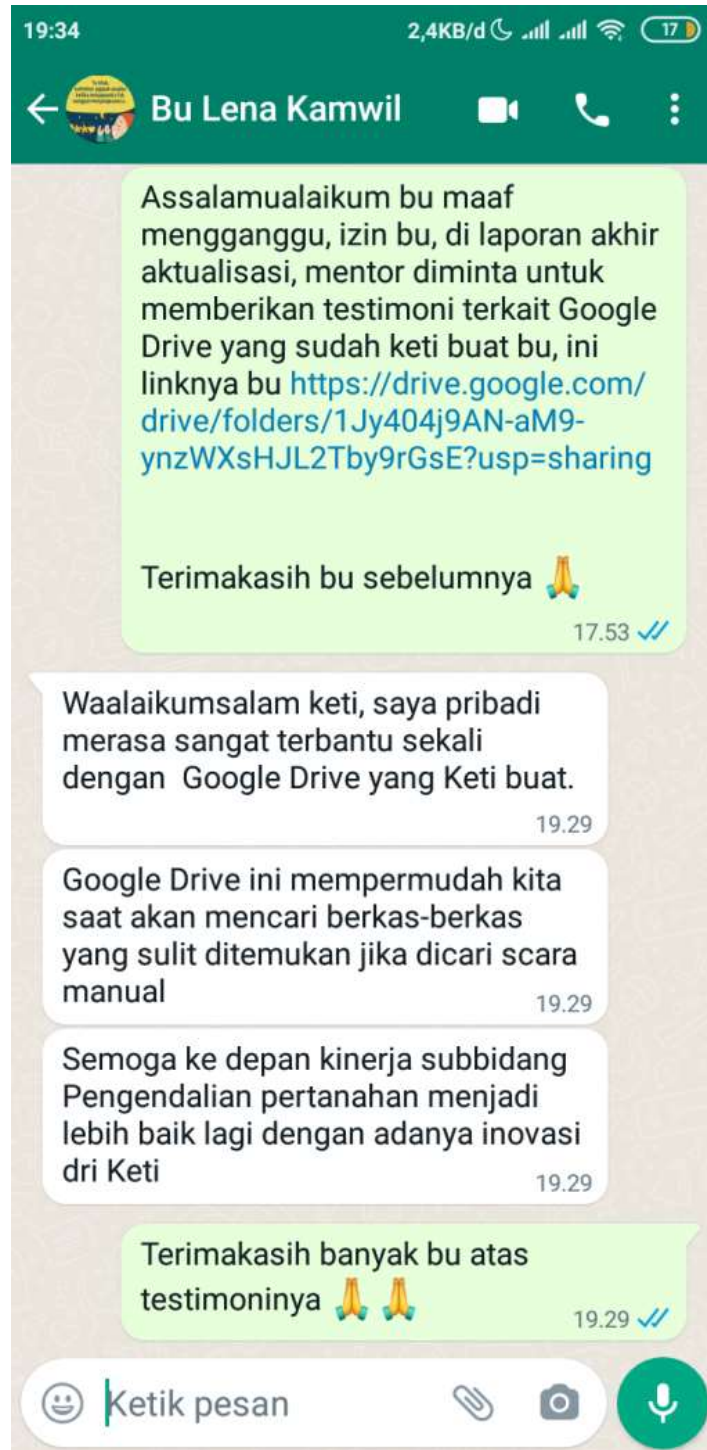 19:34
2,4KB/d
17
Bu Lena Kamwil
Assalamualaikum bu maaf
mengganggu, izin bu, di laporan akhir
aktualisasi, mentor diminta untuk
memberikan testimoni terkait Google
Drive yang sudah keti buat bu, ini
linknya bu https://drive.google.com/
drive/folders/1Jy404j9AN-aM9-
ynzWXsHJL2Tby9rGsE?usp=sharing
Terimakasih bu sebelumnya 🙏
17.53
Waalaikumsalam keti, saya pribadi
merasa sangat terbantu sekali
dengan  Google Drive yang Keti buat.
19.29
Google Drive ini mempermudah kita
saat akan mencari berkas-berkas
yang sulit ditemukan jika dicari scara
manual
19.29
Semoga ke depan kinerja subbidang
Pengendalian pertanahan menjadi
lebih baik lagi dengan adanya inovasi
dri Keti
19.29
Terimakasih banyak bu atas
testimoninya 🙏 🙏
19.29
Ketik pesan